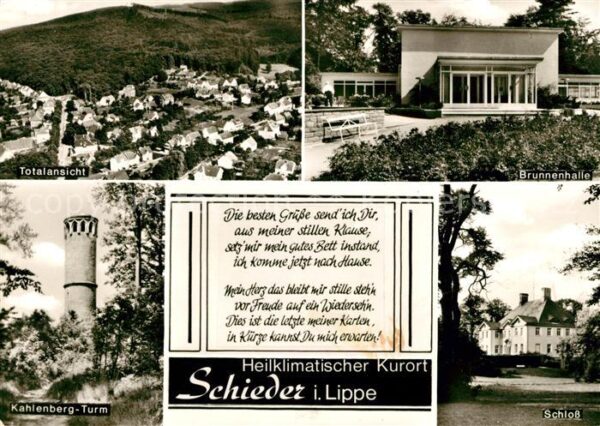 Totalansicht
Brunnenhalle
Die besten Grüße send' ich Dir,
aus meiner stillen Klause,
setz' mir mein gutes Bett instand,
ich komme jetzt nach Hause.
Mein Herz das bleibt mir stille steh'n
vor Freude auf ein Wiederseh'n.
Dies ist die letzte meiner Karten,
in Kürze kannst Du mich erwarten!
Heilklimatischer Kurort
Schieder i. Lippe
Kahlenberg-Turm
Schloß